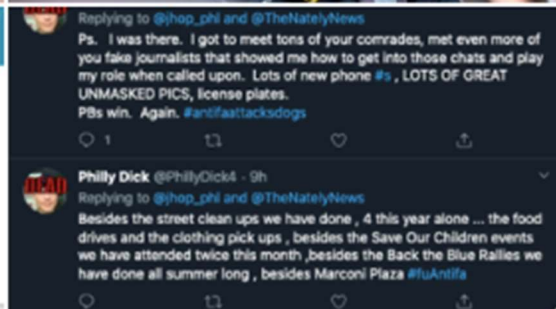 Replying to @jhop_phl and @TheNatelyNews
Ps. I was there. I got to meet tons of your comrades, met even more of
you fake journalists that showed me how to get into those chats and play
my role when called upon. Lots of new phone #s , LOTS OF GREAT
UNMASKED PICS, license plates.
PBs win. Again. #antifaattacksdogs
1
DEAD
Philly Dick @PhillyDick4 · 9h
Replying to @jhop_phl and @TheNatelyNews
Besides the street clean ups we have done , 4 this year alone ... the food
drives and the clothing pick ups , besides the Save Our Children events
we have attended twice this month ,besides the Back the Blue Rallies we
have done all summer long , besides Marconi Plaza #fuAntifa